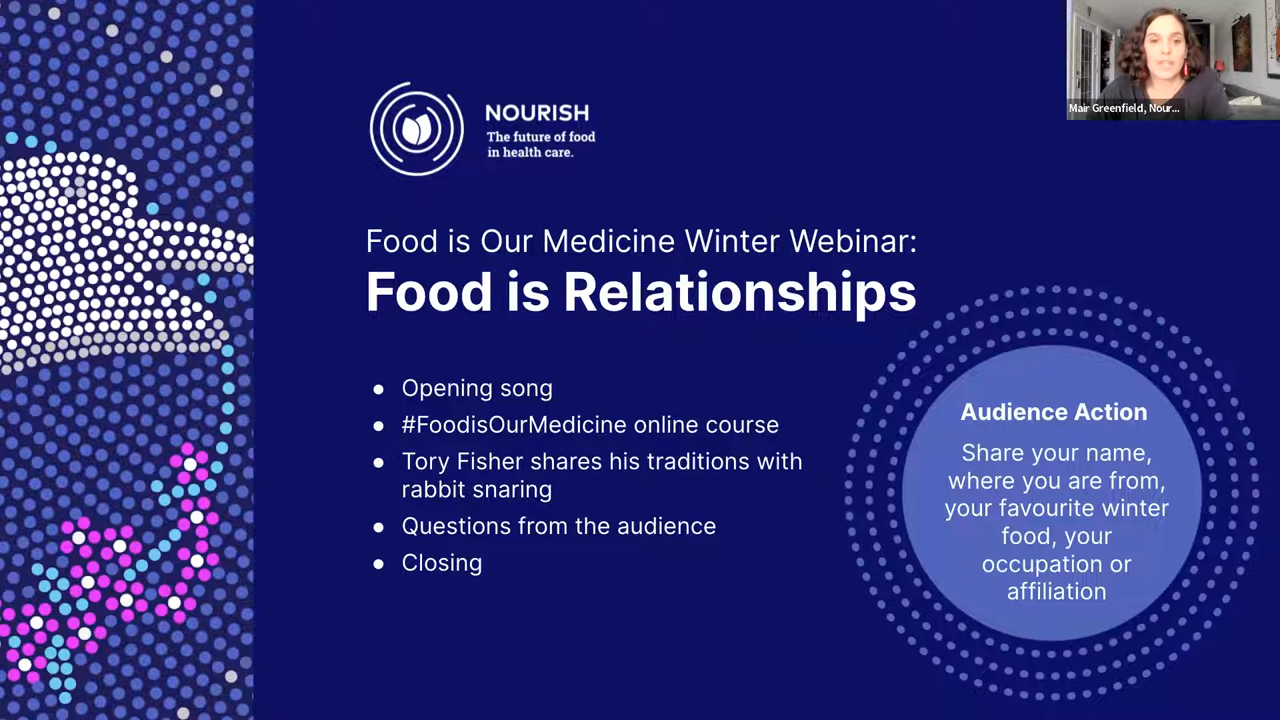 NOURISH
The future of food
in health care.
Mair Greenfield, Nour...
Food is Our Medicine Winter Webinar:
Food is Relationships
● Opening song
● #FoodisOurMedicine online course
● Tory Fisher shares his traditions with
rabbit snaring
● Questions from the audience
● Closing
Audience Action
Share your name,
where you are from,
your favourite winter
food, your
occupation or
affiliation